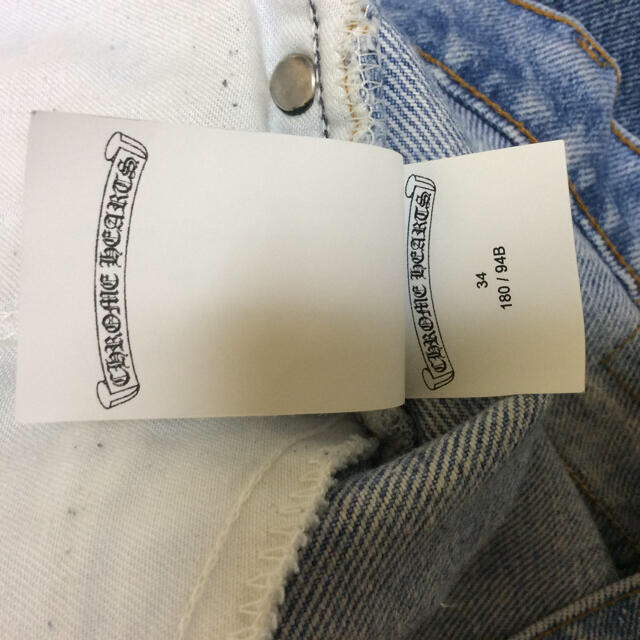 CHROME HEARTS
CHROME HEARTS
34
180 / 94B